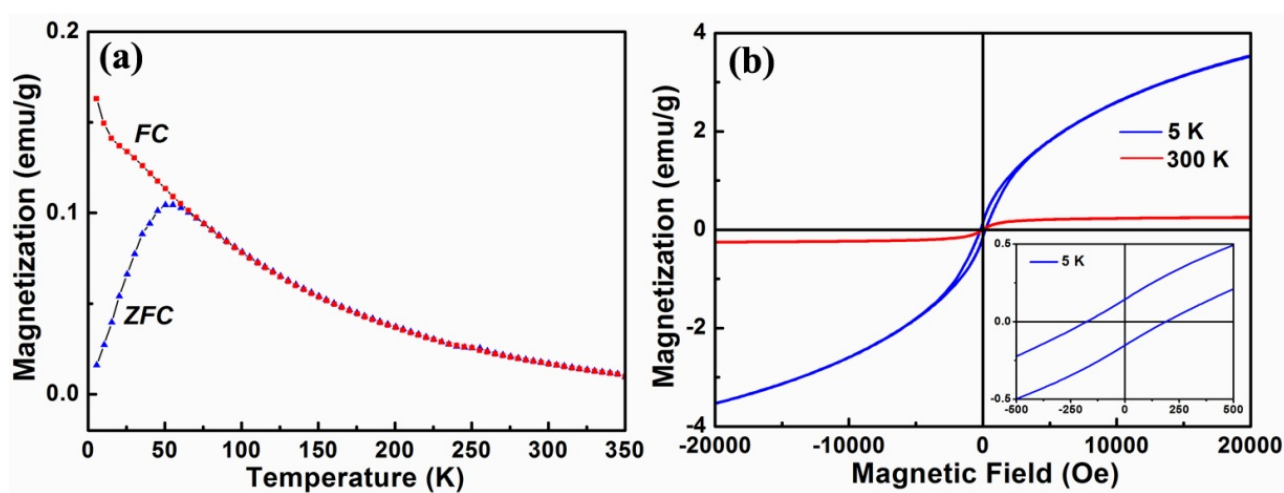 (a)
FC
ZFC
Magnetization (emu/g)
0.2
0.1
0.0
0 50 100 150 200 250 300 350
Temperature (K)
(b)
5 K
300 K
Magnetization (emu/g)
4
2
0
-2
-4
-20000 -10000 0 10000 20000
Magnetic Field (Oe)
5 K
0.5
0.0
-0.5
-500 -250 0 250 500